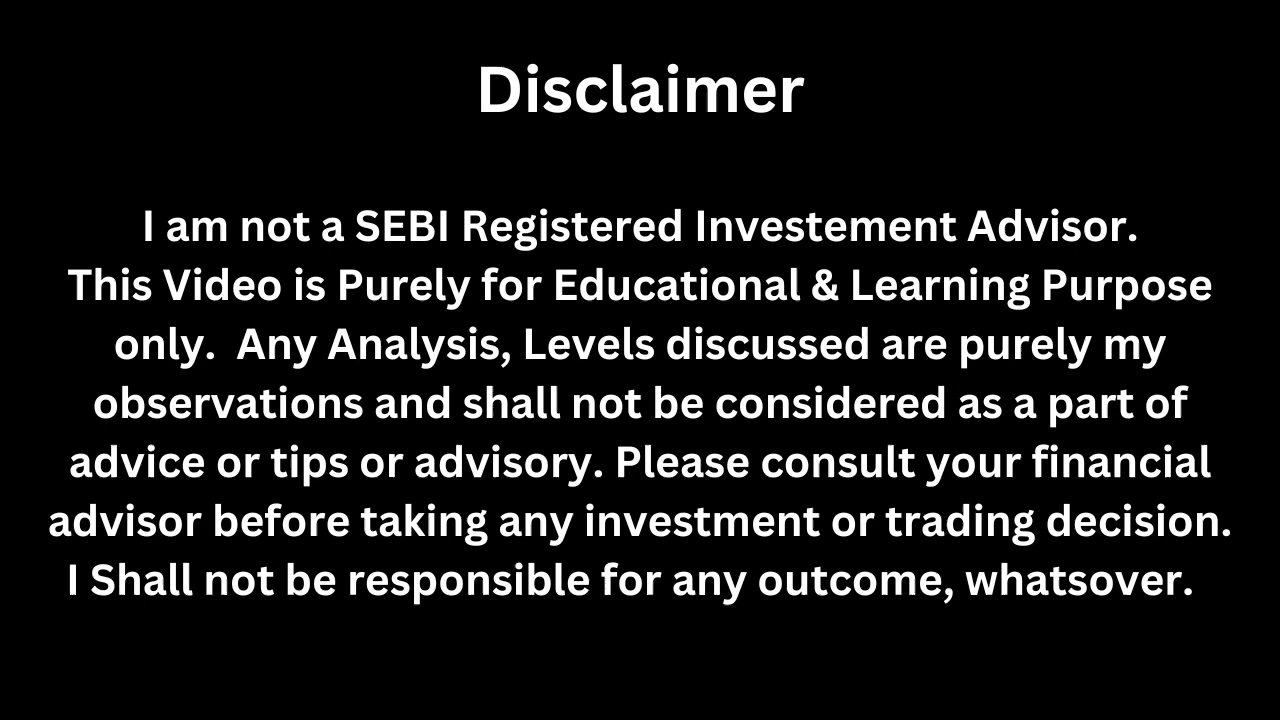 Disclaimer
I am not a SEBI Registered Investement Advisor.
This Video is Purely for Educational & Learning Purpose
only.  Any Analysis, Levels discussed are purely my
observations and shall not be considered as a part of
advice or tips or advisory. Please consult your financial
advisor before taking any investment or trading decision.
I Shall not be responsible for any outcome, whatsover.